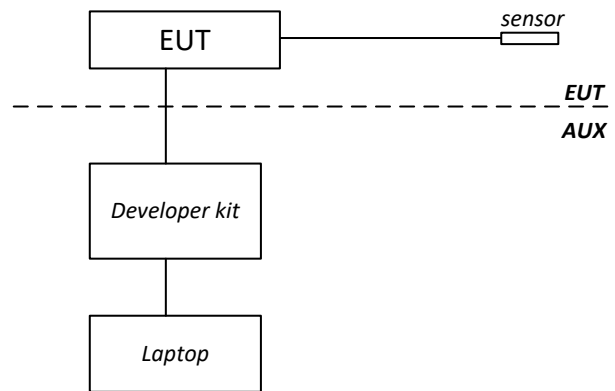 sensor
EUT
EUT
AUX
Developer kit
Laptop